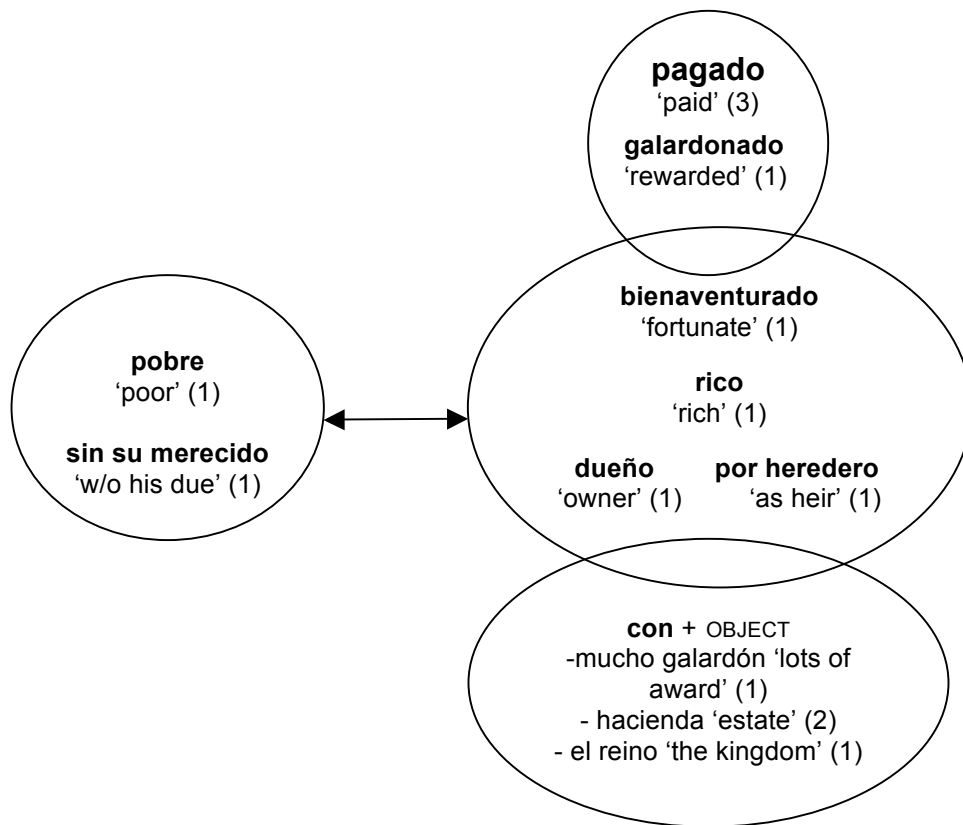 pagado
‘paid’ (3)
galardonado
‘rewarded’ (1)
bienaventurado
‘fortunate’ (1)
rico
‘rich’ (1)
dueño
‘owner’ (1)
por heredero
‘as heir’ (1)
pobre
‘poor’ (1)
sin su merecido
‘w/o his due’ (1)
con + OBJECT
-mucho galardón ‘lots of
award’ (1)
- hacienda ‘estate’ (2)
- el reino ‘the kingdom’ (1)